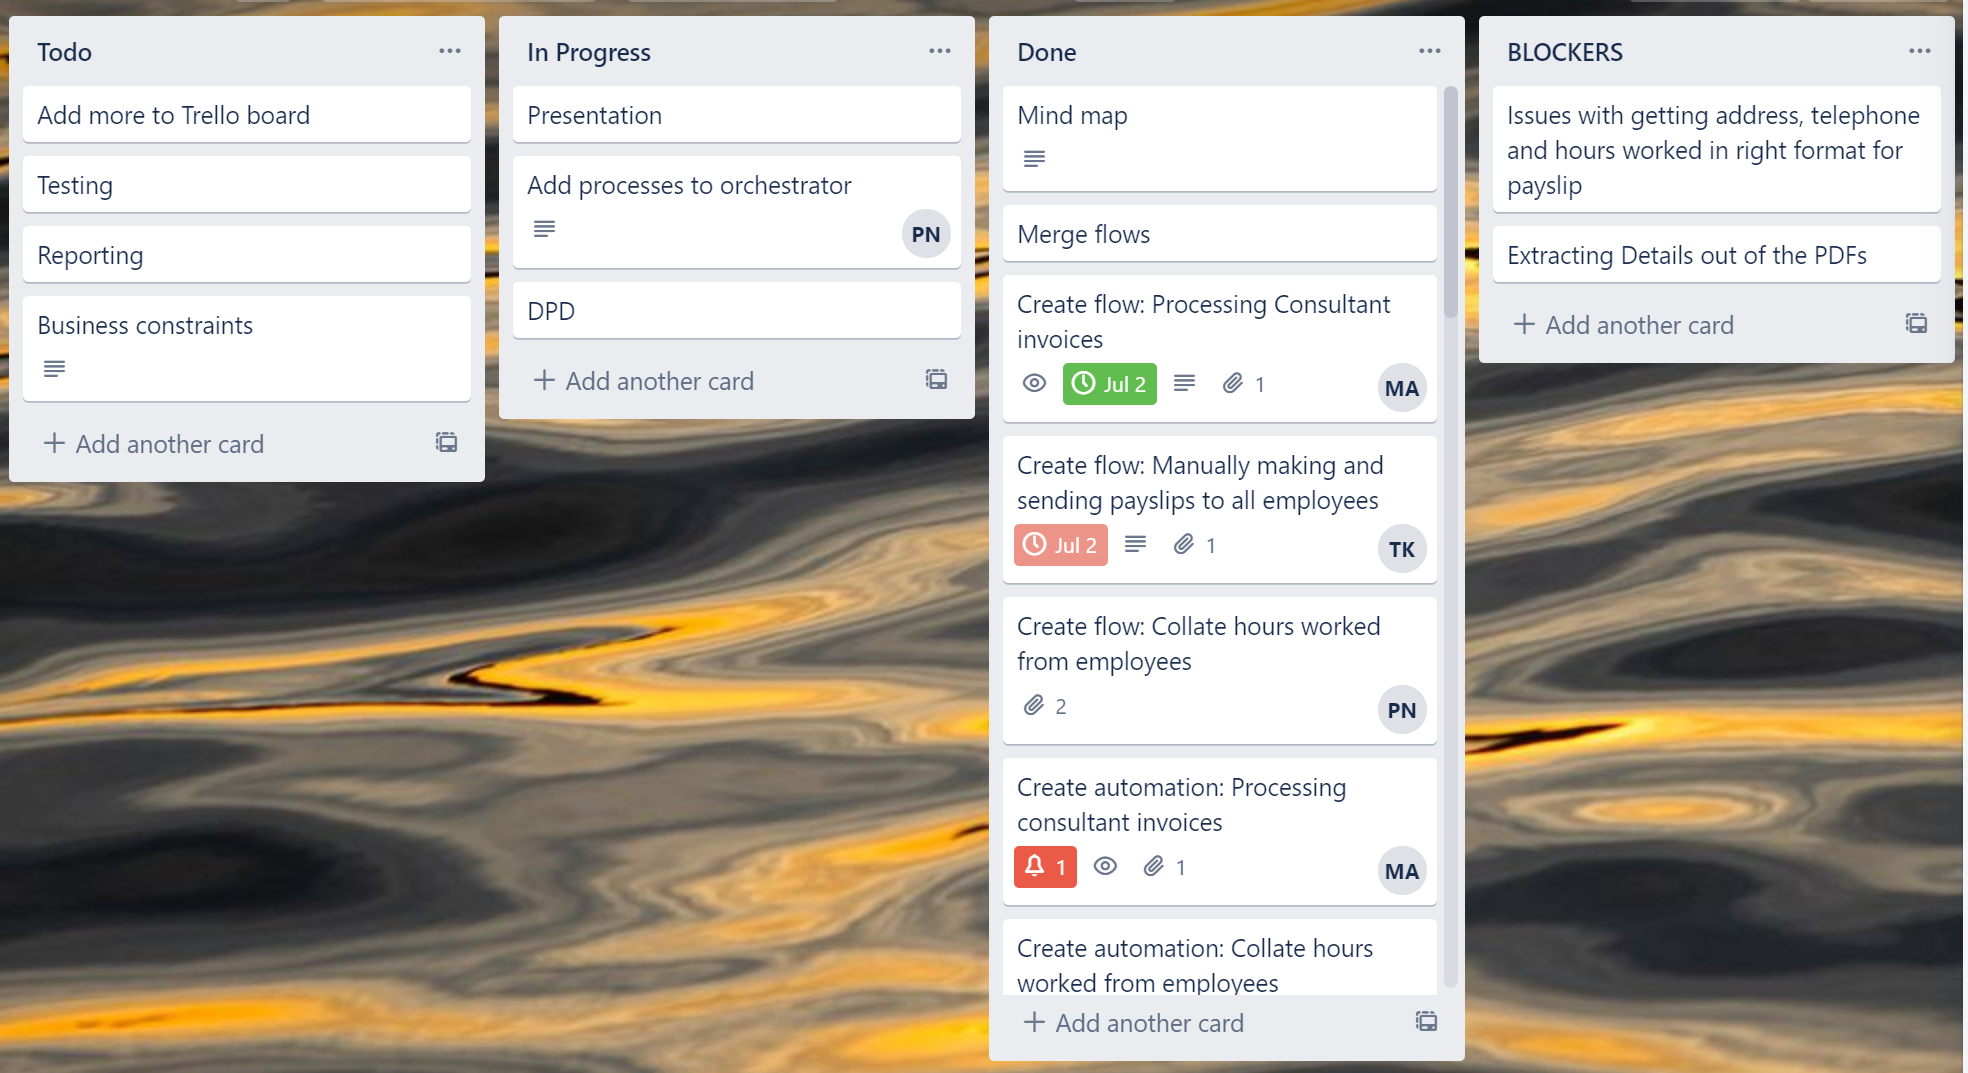 Todo
Add more to Trello board
Testing
Reporting
Business constraints
Add another card
In Progress
Presentation
Add processes to orchestrator
PN
DPD
Add another card
Done
Mind map
Merge flows
Create flow: Processing Consultant
invoices
Jul 2
1
MA
Create flow: Manually making and
sending payslips to all employees
Jul 2
1
TK
Create flow: Collate hours worked
from employees
2
PN
Create automation: Processing
consultant invoices
1
1
MA
Create automation: Collate hours
worked from employees
Add another card
BLOCKERS
Issues with getting address, telephone
and hours worked in right format for
payslip
Extracting Details out of the PDFs
Add another card